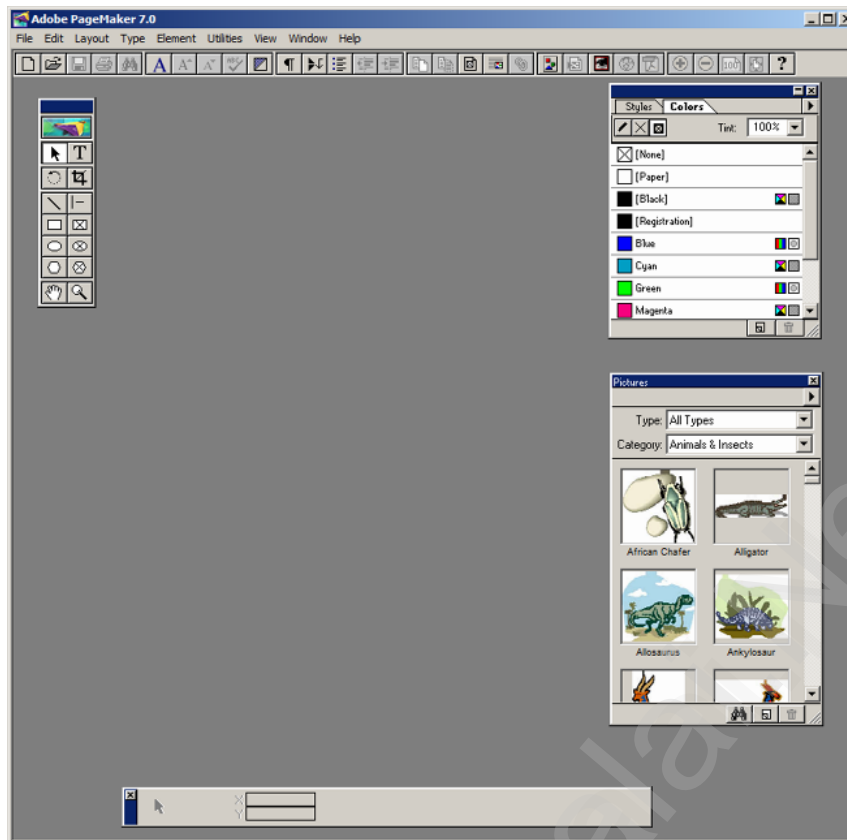 Adobe PageMaker 7.0
File Edit Layout Type Element Utilities View Window Help
Styles Colors
Tint: 100%
[None]
[Paper]
[Black]
[Registration]
Blue
Cyan
Green
Magenta
T
Pictures
Type: All Types
Category: Animals & Insects
African Chafer Alligator
Allosaurus Ankylosaur
X
Y